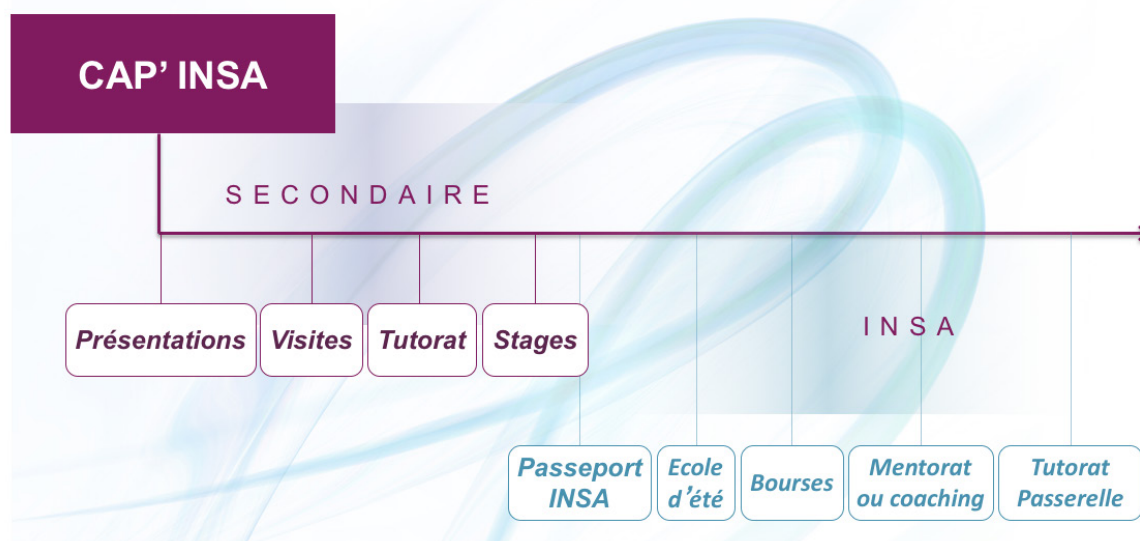 CAP’ INSA
SECONDAIRE
Présentations
Visites
Tutorat
Stages
INSA
Passeport
INSA
Ecole
d’été
Bourses
Mentorat
ou coaching
Tutorat
Passerelle